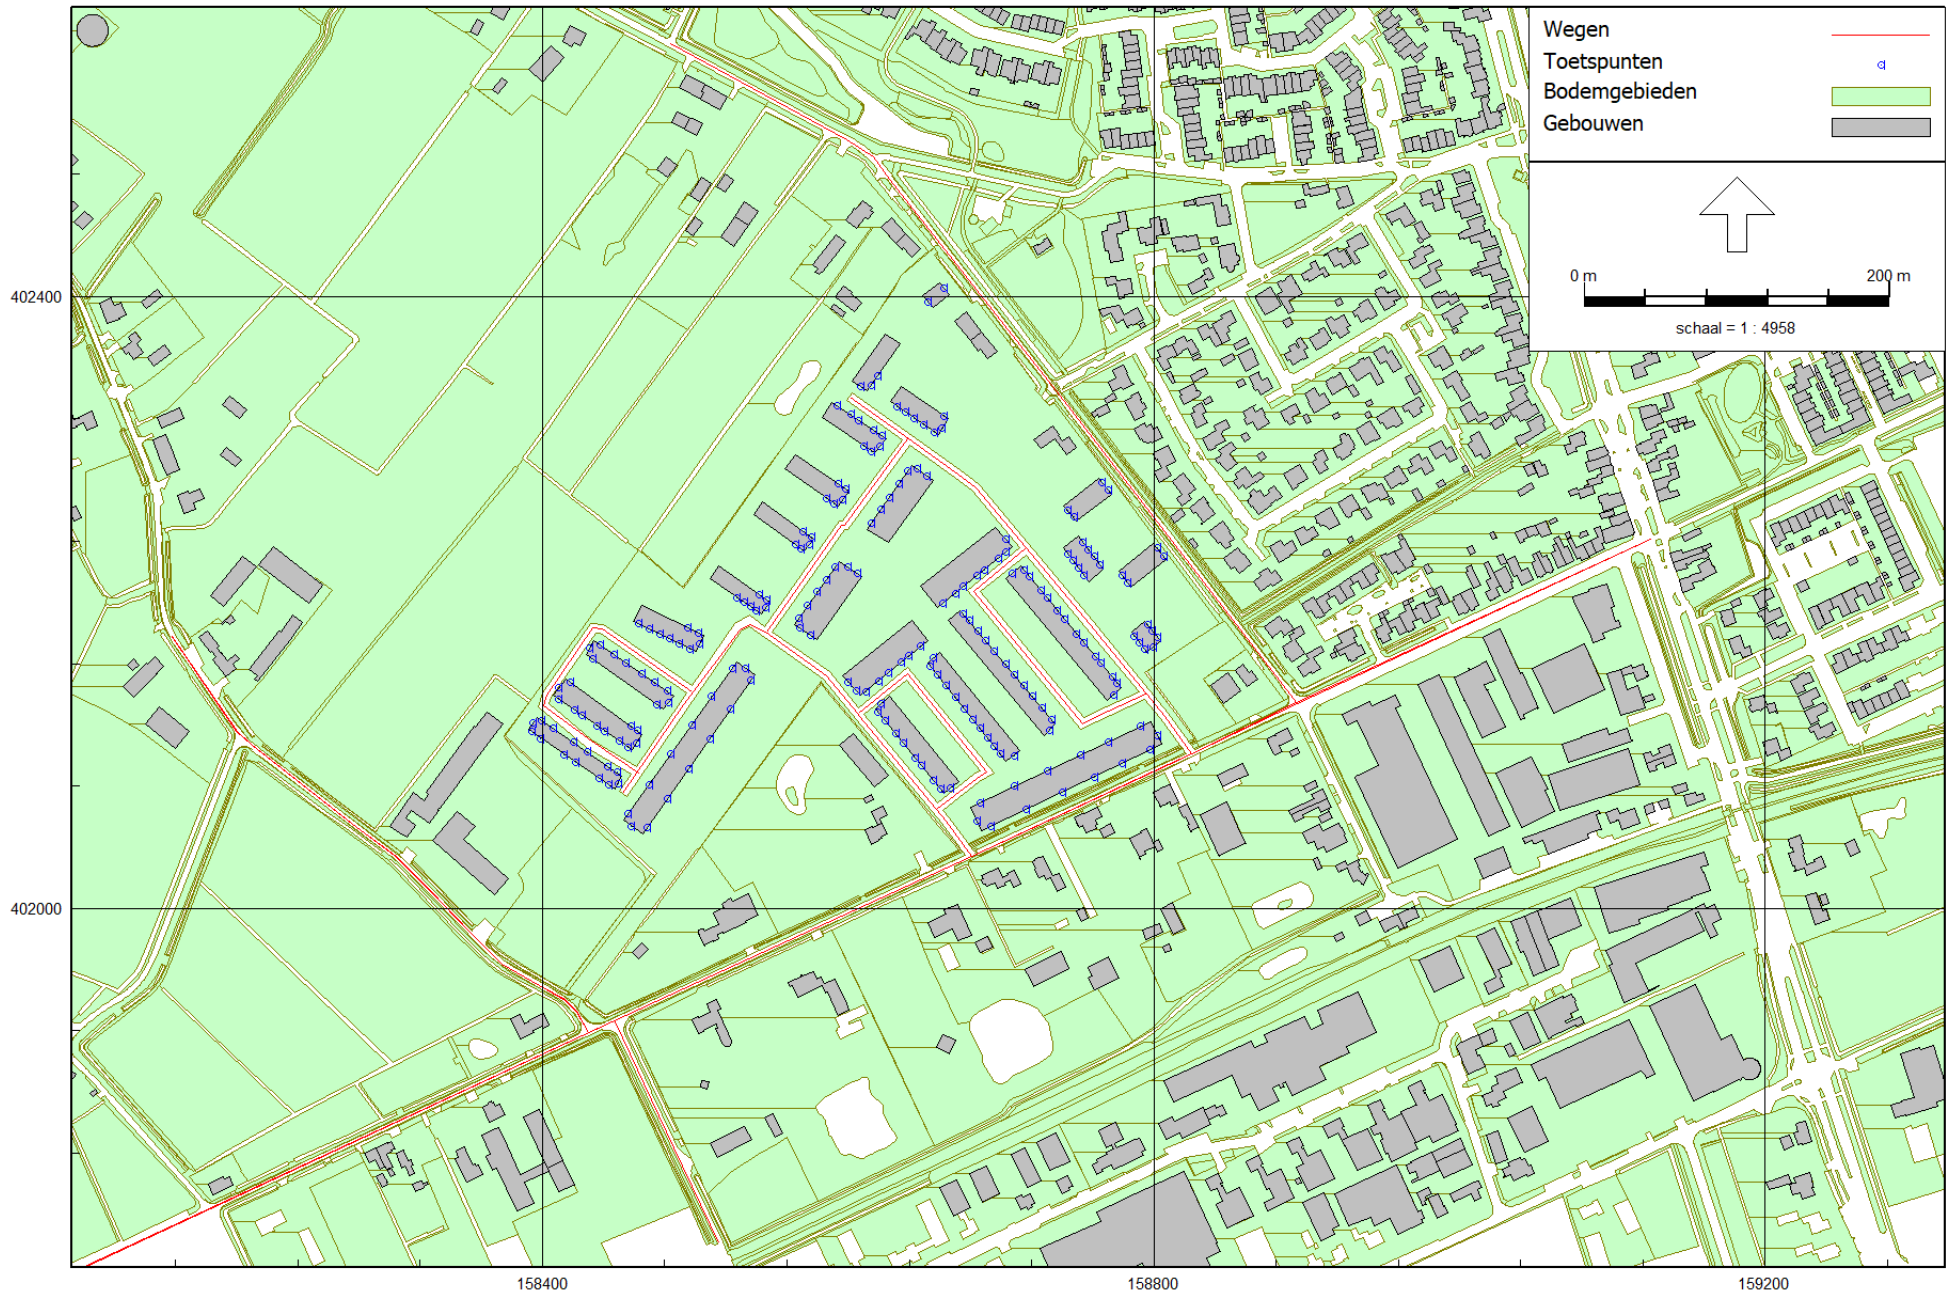 Wegen
Toetspunten
Bodemgebieden
Gebouwen
0 m 200 m
schaal = 1 : 4958
402400
402000
158400 158800 159200